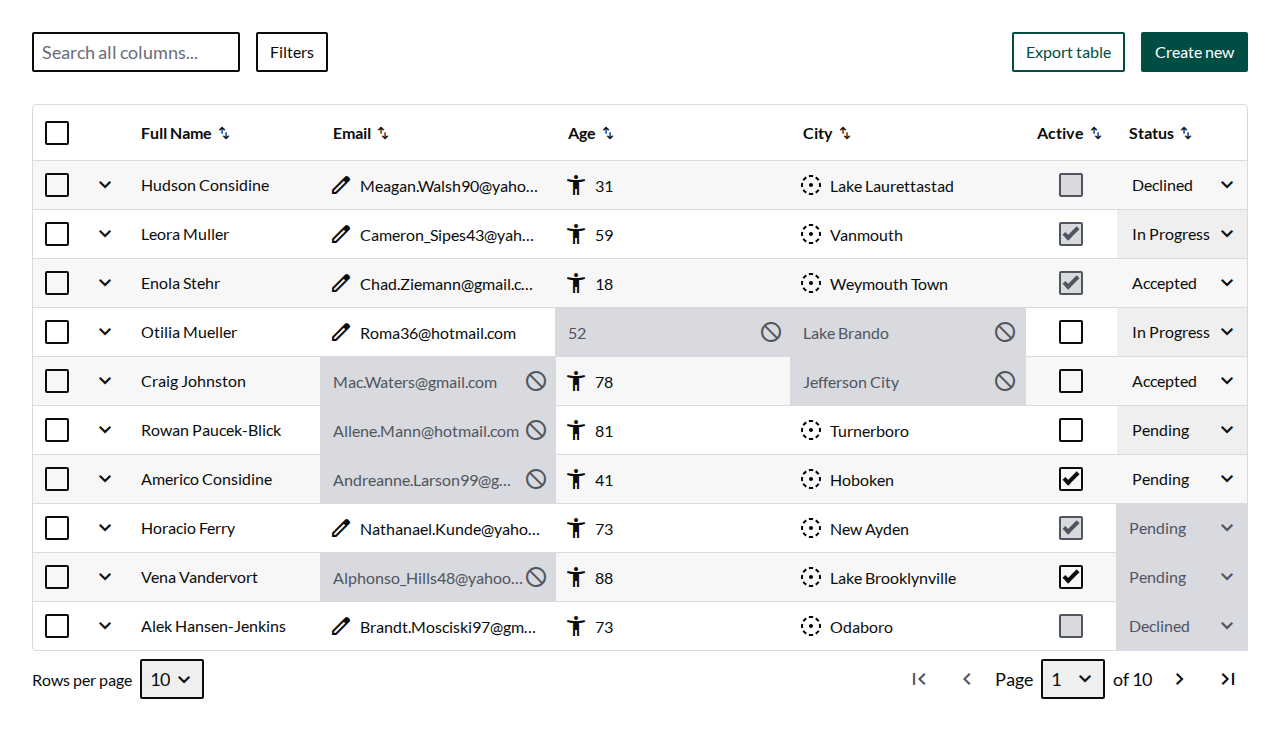 Search all columns... Filters Export table Create new
Full Name Email Age City Active Status
Hudson Considine Meagan.Walsh90@yaho... 31 Lake Laurettastad Declined
Leora Muller Cameron_Sipes43@yah... 59 Vanmouth In Progress
Enola Stehr Chad.Ziemann@gmail.c... 18 Weymouth Town Accepted
Otilia Mueller Roma36@hotmail.com 52 Lake Brando In Progress
Craig Johnston Mac.Waters@gmail.com 78 Jefferson City Accepted
Rowan Paucek-Blick Allene.Mann@hotmail.com 81 Turnerboro Pending
Americo Considine Andreanne.Larson99@g... 41 Hoboken Pending
Horacio Ferry Nathanael.Kunde@yaho... 73 New Ayden Pending
Vena Vandervort Alphonso_Hills48@yahoo... 88 Lake Brooklynville Pending
Alek Hansen-Jenkins Brandt.Mosciski97@gm... 73 Odaboro Declined
Rows per page 10 Page 1 of 10